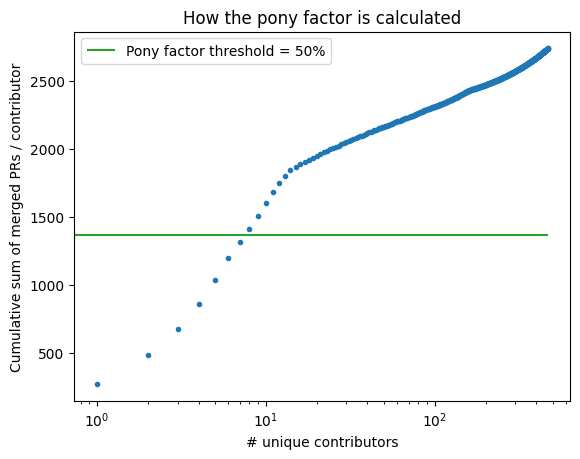 How the pony factor is calculated
Pony factor threshold = 50%
Cumulative sum of merged PRs / contributor
2500
2000
1500
1000
500
10⁰
10¹
10²
# unique contributors